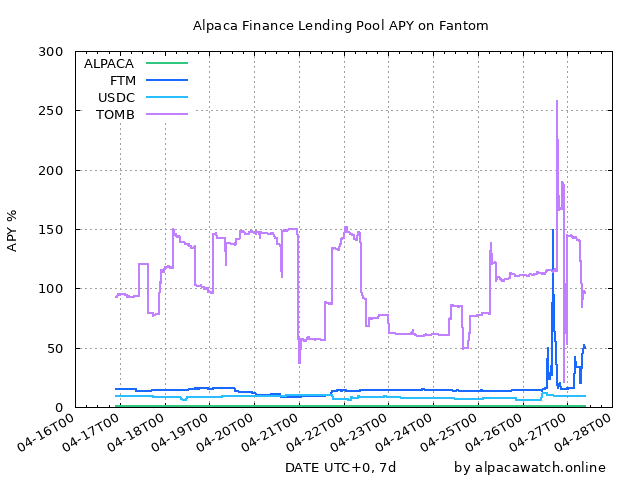 Alpaca Finance Lending Pool APY on Fantom
300
250
200
150
100
50
0
APY %
ALPACA
FTM
USDC
TOMB
04-16T00
04-17T00
04-18T00
04-19T00
04-20T00
04-21T00
04-22T00
04-23T00
04-24T00
04-25T00
04-26T00
04-27T00
04-28T00
DATE UTC+0, 7d
by alpacawatch.online